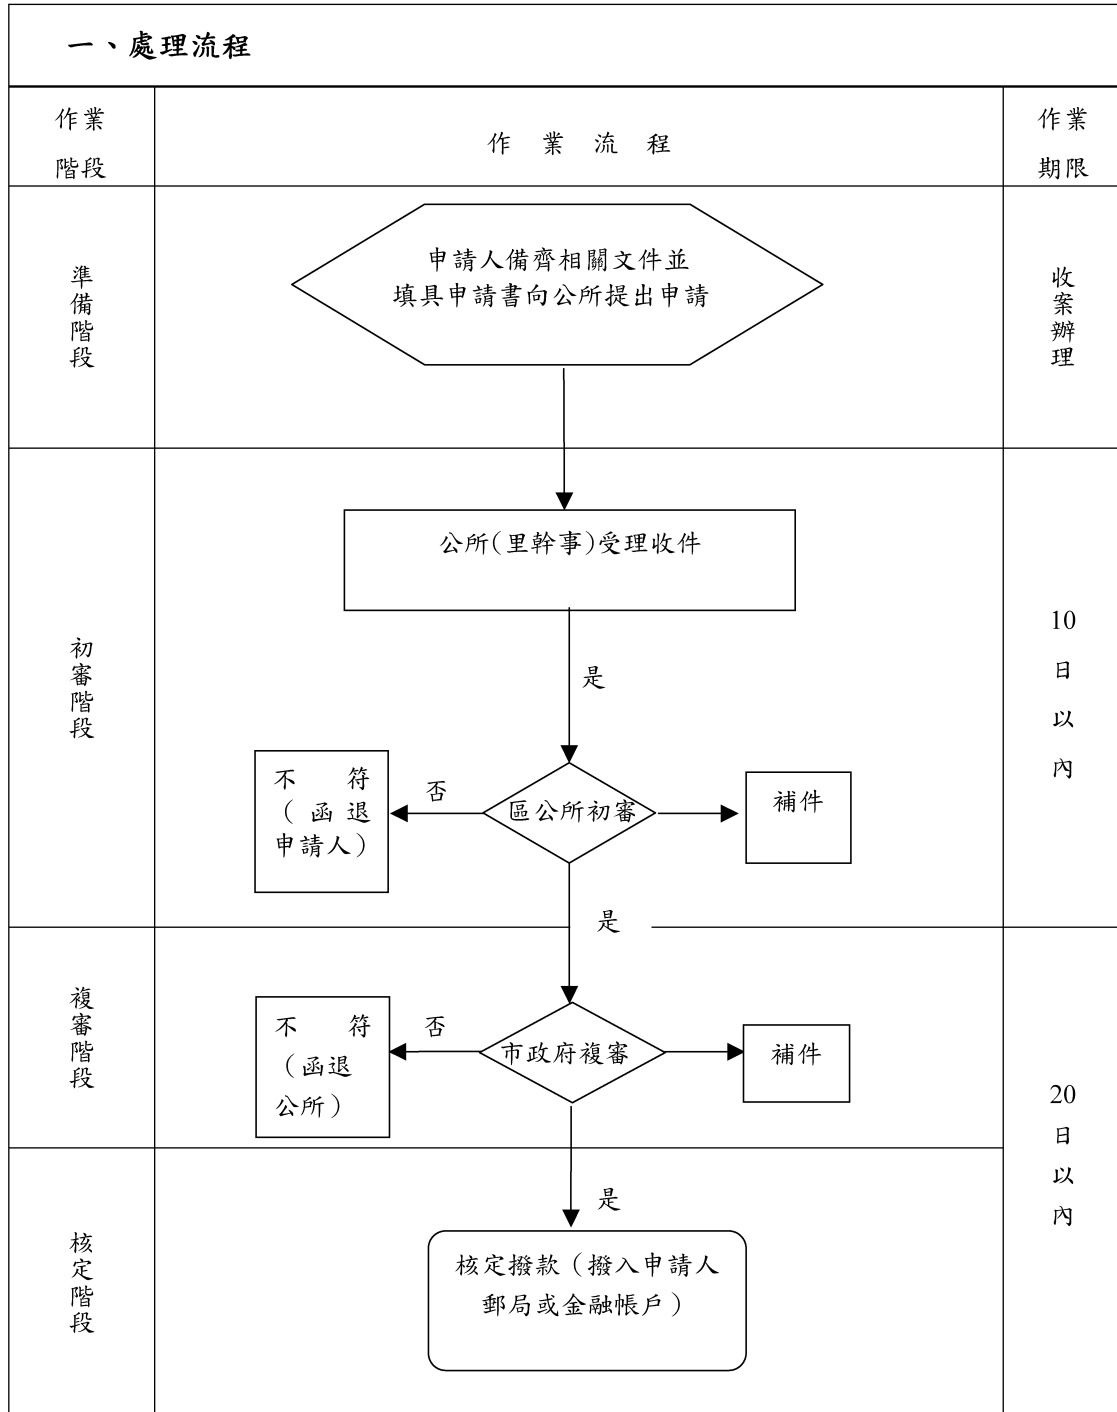 一、處理流程
作業
階段
作 業 流 程
作業
期限
準備階段
申請人備齊相關文件並
填具申請書向公所提出申請
收案辦理
初審階段
公所(里幹事)受理收件
是
10
日
以
內
不 符
（函退
申請人）
否
區公所初審
補件
是
複審階段
不 符
（函退
公所）
否
市政府複審
補件
20
日
以
內
是
核定階段
核定撥款（撥入申請人
郵局或金融帳戶）